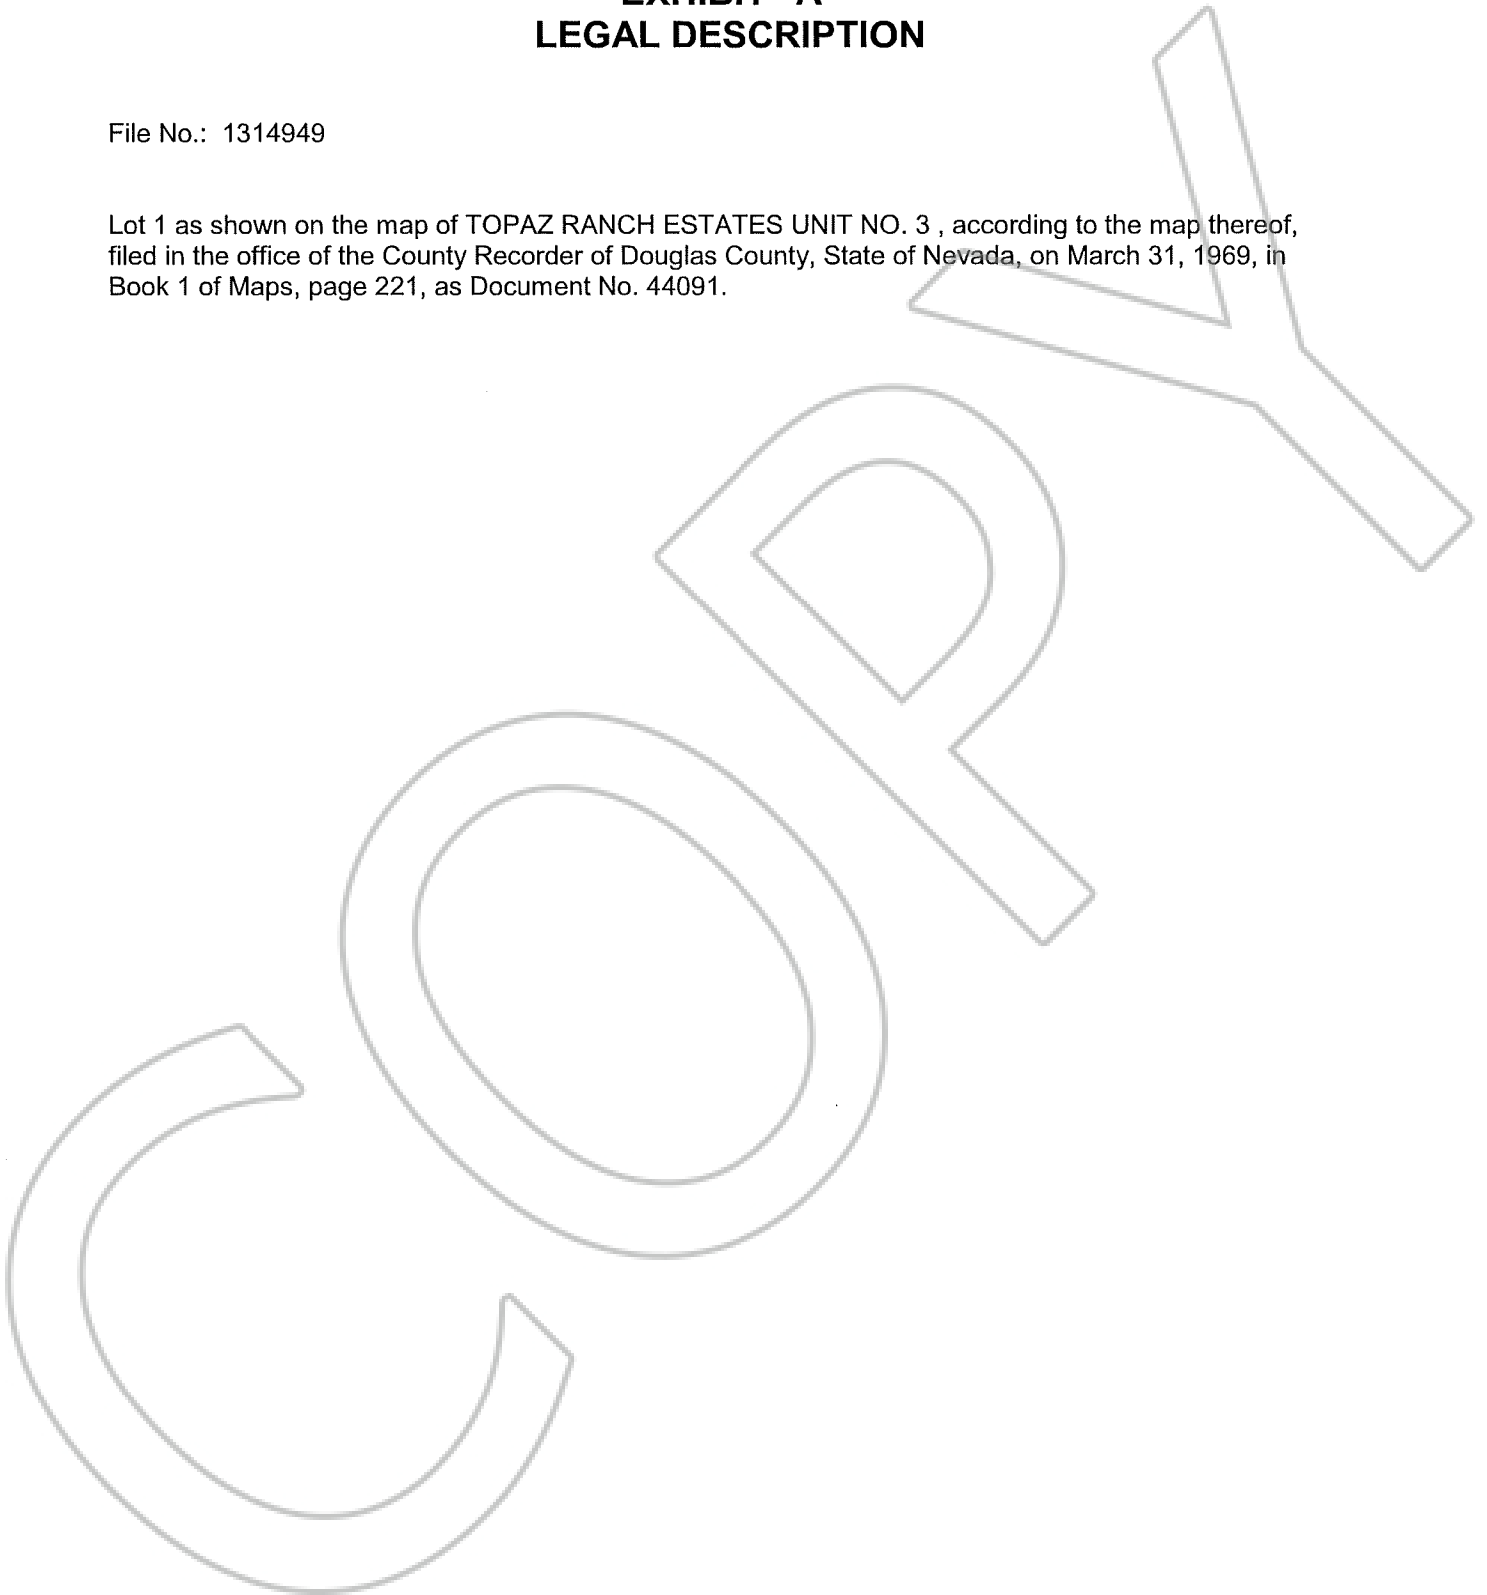 EXHIBIT "A"
LEGAL DESCRIPTION
File No.: 1314949
Lot 1 as shown on the map of TOPAZ RANCH ESTATES UNIT NO. 3 , according to the map thereof,
filed in the office of the County Recorder of Douglas County, State of Nevada, on March 31, 1969, in
Book 1 of Maps, page 221, as Document No. 44091.
COPY